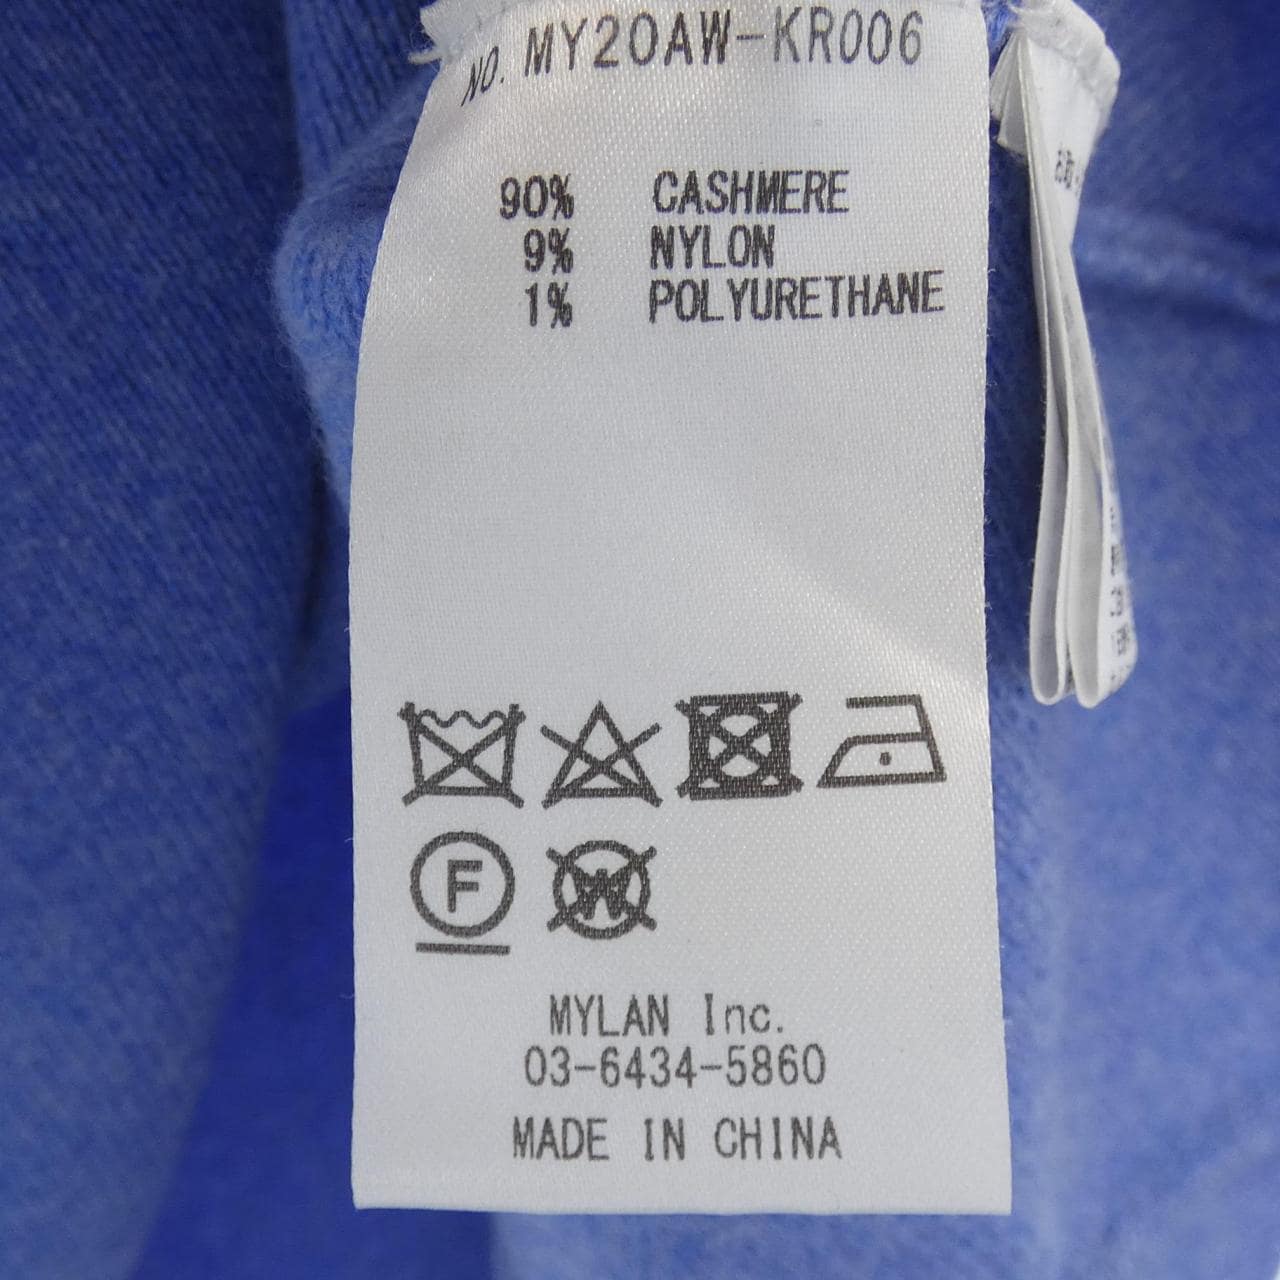 NO. MY20AW-KR006
90% CASHMERE
9% NYLON
1% POLYURETHANE
F
W
MYLAN Inc.
03-6434-5860
MADE IN CHINA